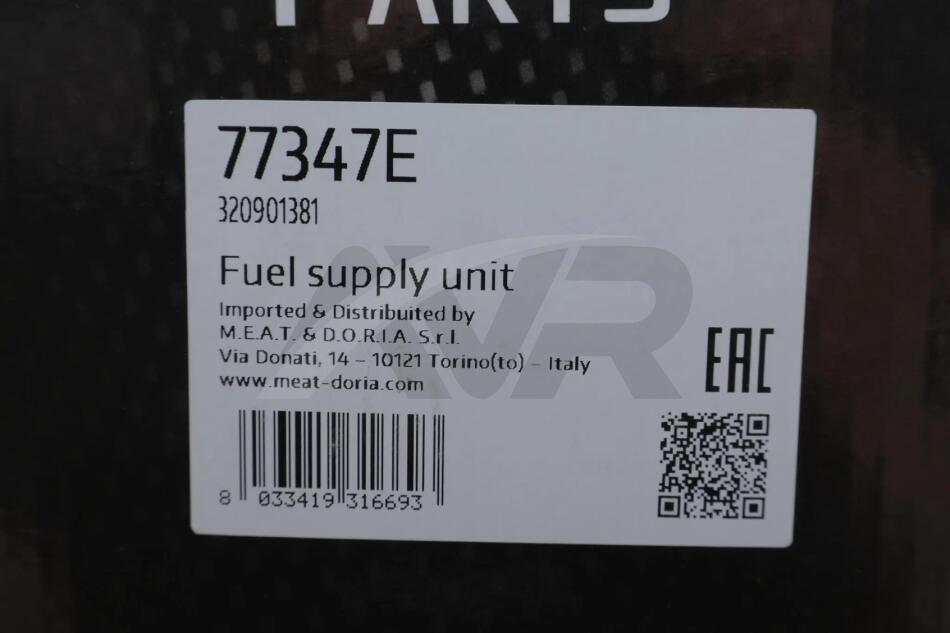 PARTS
77347E
320901381
Fuel supply unit
Imported & Distribuited by
M.E.A.T. & D.O.R.I.A. S.r.l.
Via Donati, 14 – 10121 Torino(to) – Italy
www.meat-doria.com
EAC
8 033419 316693